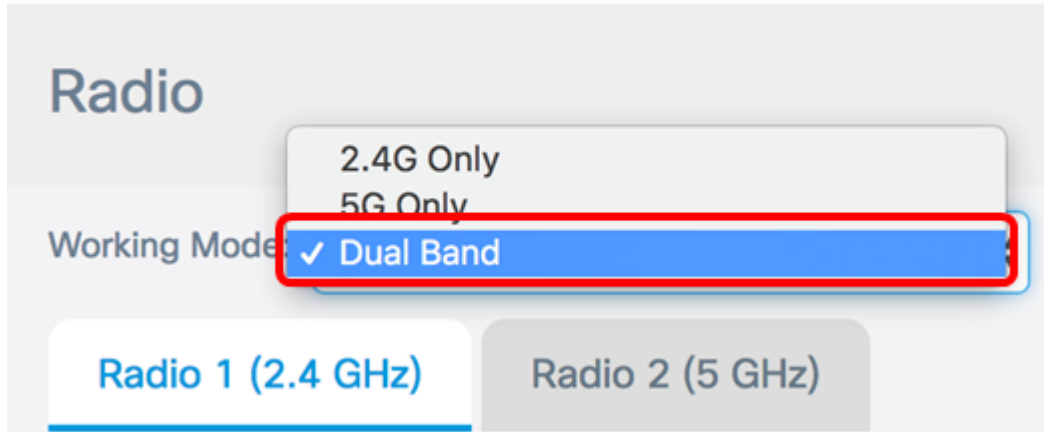 Radio
2.4G Only
5G Only
Working Mode:
✓ Dual Band
Radio 1 (2.4 GHz)
Radio 2 (5 GHz)